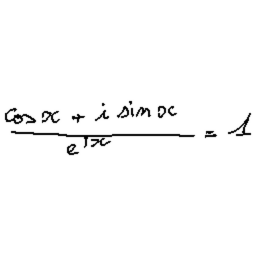 cos x + i sin x
e^{ix}
= 1